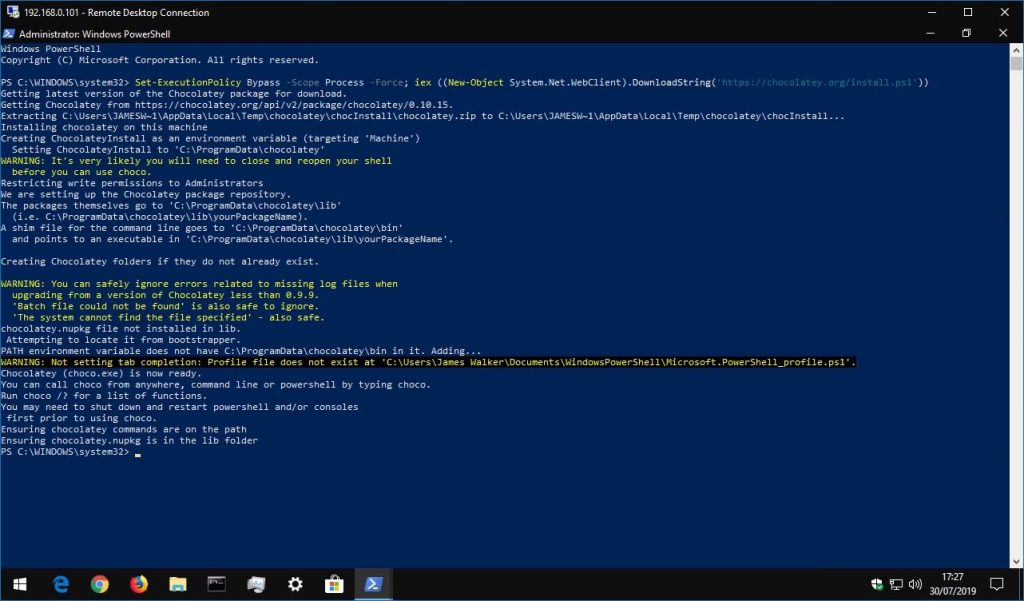 192.168.0.101 - Remote Desktop Connection
Administrator: Windows PowerShell
Windows PowerShell
Copyright (C) Microsoft Corporation. All rights reserved.
PS C:\WINDOWS\system32> Set-ExecutionPolicy Bypass -Scope Process -Force; iex ((New-Object System.Net.WebClient).DownloadString('https://chocolatey.org/install.ps1'))
Getting latest version of the Chocolatey package for download.
Getting Chocolatey from https://chocolatey.org/api/v2/package/chocolatey/0.10.15.
Extracting C:\Users\JAMESW~1\AppData\Local\Temp\chocolatey\chocInstall\chocolatey.zip to C:\Users\JAMESW~1\AppData\Local\Temp\chocolatey\chocInstall...
Installing chocolatey on this machine
Creating ChocolateyInstall as an environment variable (targeting 'Machine')
  Setting ChocolateyInstall to 'C:\ProgramData\chocolatey'
WARNING: It's very likely you will need to close and reopen your shell
  before you can use choco.
Restricting write permissions to Administrators
We are setting up the Chocolatey package repository.
The packages themselves go to 'C:\ProgramData\chocolatey\lib'
  (i.e. C:\ProgramData\chocolatey\lib\yourPackageName).
A shim file for the command line goes to 'C:\ProgramData\chocolatey\bin'
  and points to an executable in 'C:\ProgramData\chocolatey\lib\yourPackageName'.
Creating Chocolatey folders if they do not already exist.
WARNING: You can safely ignore errors related to missing log files when
  upgrading from a version of Chocolatey less than 0.9.9.
  'Batch file could not be found' is also safe to ignore.
  'The system cannot find the file specified' - also safe.
chocolatey.nupkg file not installed in lib.
 Attempting to locate it from bootstrapper.
PATH environment variable does not have C:\ProgramData\chocolatey\bin in it. Adding...
WARNING: Not setting tab completion: Profile file does not exist at 'C:\Users\James Walker\Documents\WindowsPowerShell\Microsoft.PowerShell_profile.ps1'.
Chocolatey (choco.exe) is now ready.
You can call choco from anywhere, command line or powershell by typing choco.
Run choco /? for a list of functions.
You may need to shut down and restart powershell and/or consoles
 first prior to using choco.
Ensuring chocolatey commands are on the path
Ensuring chocolatey.nupkg is in the lib folder
PS C:\WINDOWS\system32>
17:27
30/07/2019